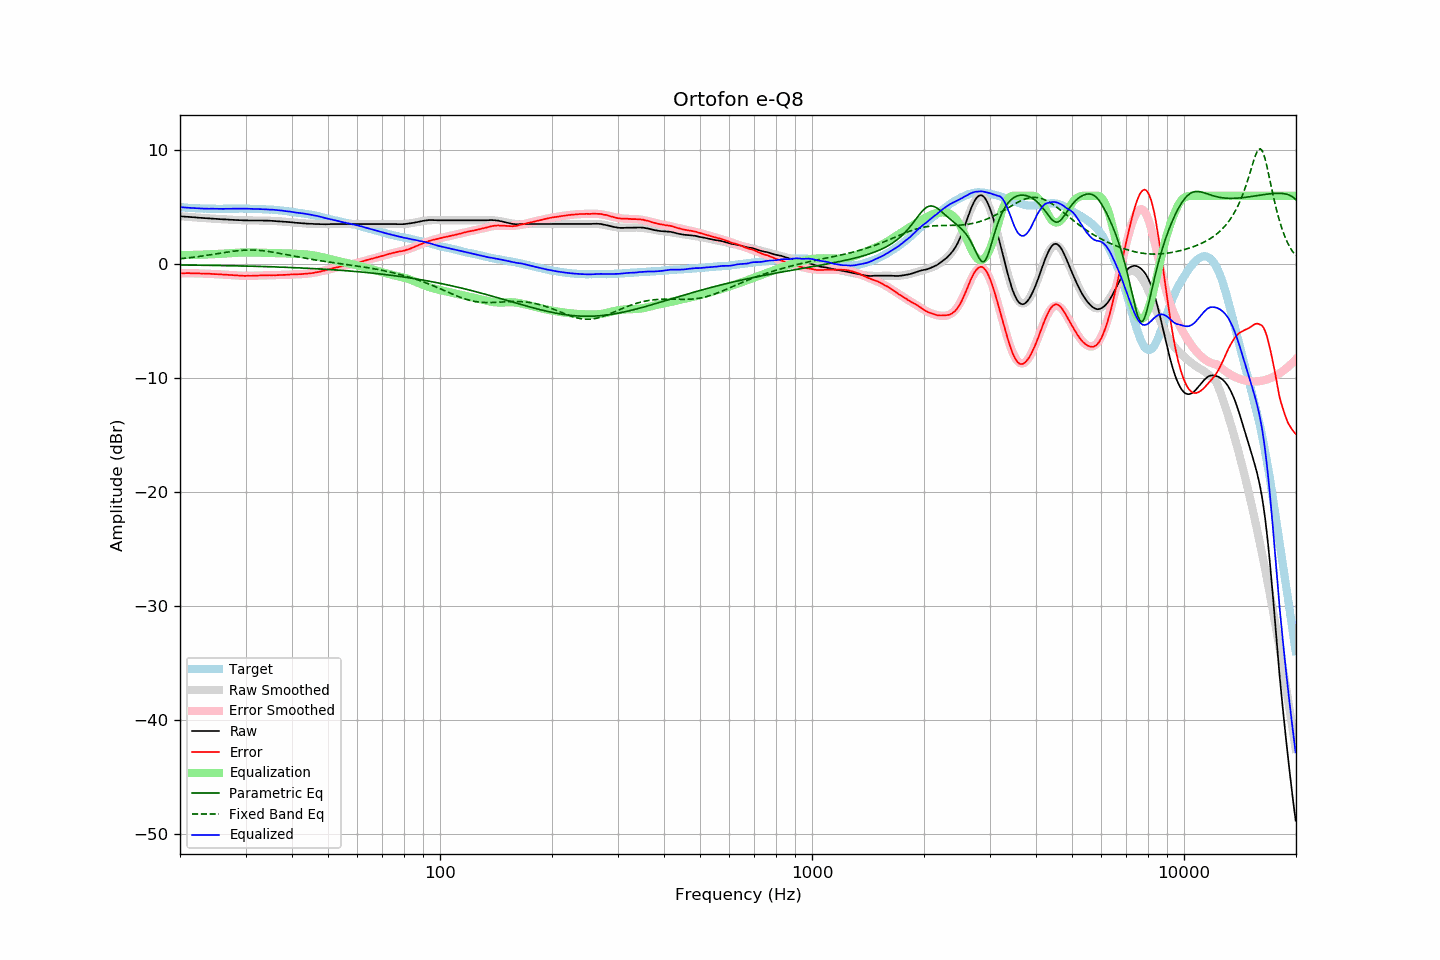 Ortofon e-Q8
10
0
−10
−20
−30
−40
−50
Amplitude (dBr)
Target
Raw Smoothed
Error Smoothed
Raw
Error
Equalization
Parametric Eq
Fixed Band Eq
Equalized
100
1000
10000
Frequency (Hz)